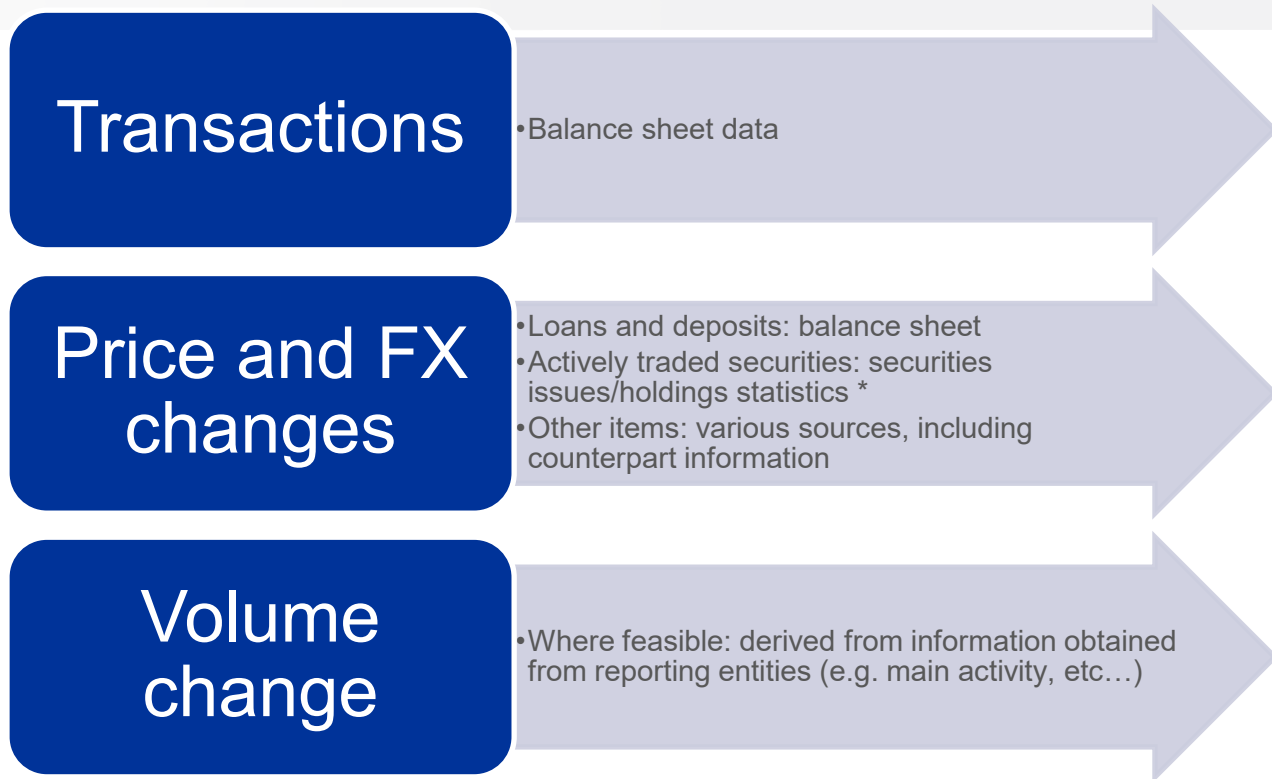 Transactions
•Balance sheet data
Price and FX
changes
•Loans and deposits: balance sheet
•Actively traded securities: securities
issues/holdings statistics *
•Other items: various sources, including
counterpart information
Volume
change
•Where feasible: derived from information obtained
from reporting entities (e.g. main activity, etc…)